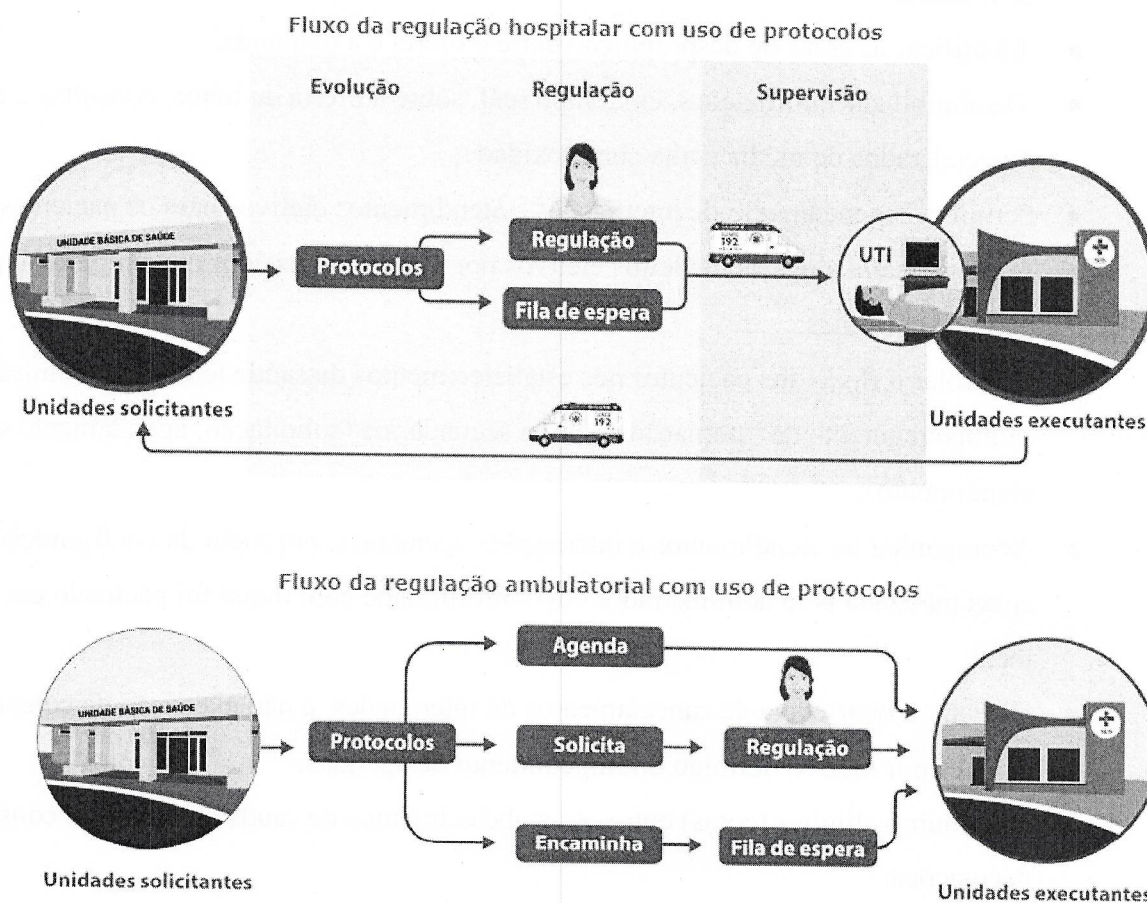 Fluxo da regulação hospitalar com uso de protocolos
Evolução
Regulação
Supervisão
UNIDADE BÁSICA DE SAÚDE
Protocolos
Regulação
Fila de espera
192
UTI
Unidades solicitantes
192
Unidades executantes
Fluxo da regulação ambulatorial com uso de protocolos
UNIDADE BÁSICA DE SAÚDE
Protocolos
Agenda
Solicita
Regulação
Encaminha
Fila de espera
Unidades solicitantes
Unidades executantes